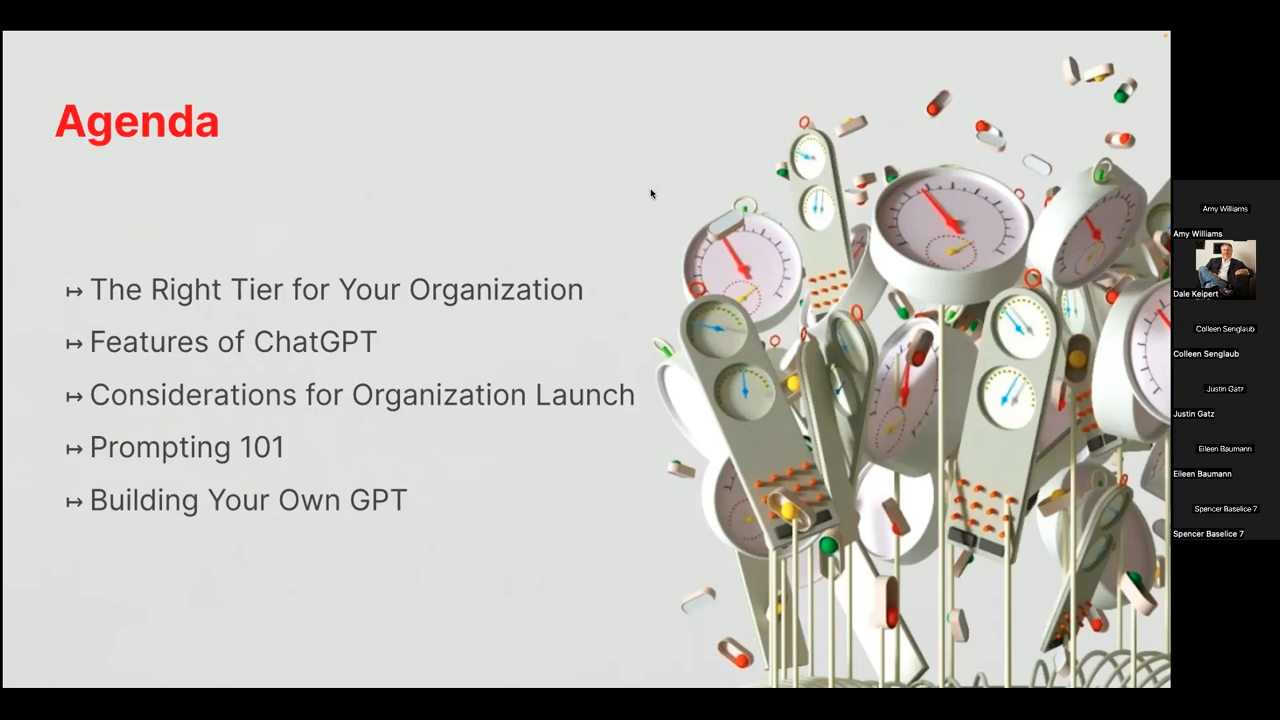 Agenda
↦ The Right Tier for Your Organization
↦ Features of ChatGPT
↦ Considerations for Organization Launch
↦ Prompting 101
↦ Building Your Own GPT
Amy Williams
Amy Williams
Dale Keipert
Colleen Senglaub
Colleen Senglaub
Justin Gatz
Justin Gatz
Eileen Baumann
Eileen Baumann
Spencer Baselice 7
Spencer Baselice 7